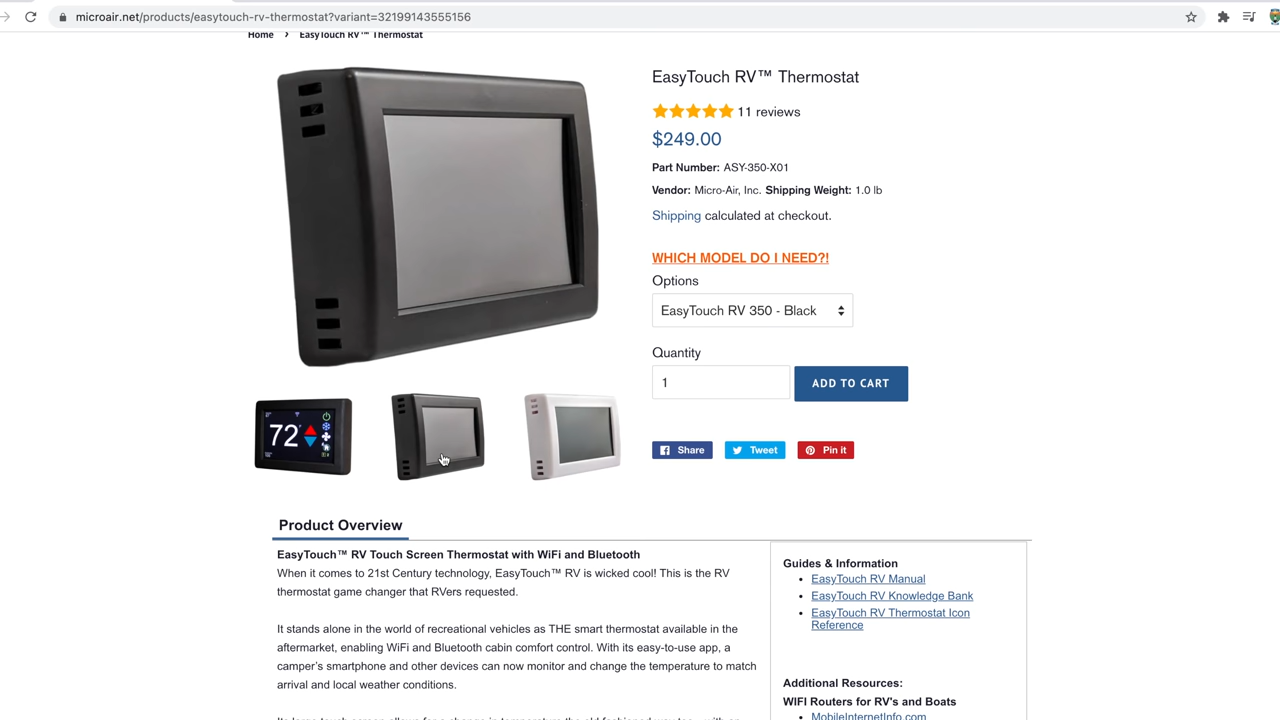 microair.net/products/easytouch-rv-thermostat?variant=32199143555156
Home › EasyTouch RV™ Thermostat
EasyTouch RV™ Thermostat
11 reviews
$249.00
Part Number: ASY-350-X01
Vendor: Micro-Air, Inc. Shipping Weight: 1.0 lb
Shipping calculated at checkout.
WHICH MODEL DO I NEED?!
Options
EasyTouch RV 350 - Black
Quantity
1
ADD TO CART
72
Share
Tweet
Pin it
Product Overview
EasyTouch™ RV Touch Screen Thermostat with WiFi and Bluetooth
When it comes to 21st Century technology, EasyTouch™ RV is wicked cool! This is the RV
thermostat game changer that RVers requested.
It stands alone in the world of recreational vehicles as THE smart thermostat available in the
aftermarket, enabling WiFi and Bluetooth cabin comfort control. With its easy-to-use app, a
camper's smartphone and other devices can now monitor and change the temperature to match
arrival and local weather conditions.
Guides & Information
EasyTouch RV Manual
EasyTouch RV Knowledge Bank
EasyTouch RV Thermostat Icon
Reference
Additional Resources:
WIFI Routers for RV's and Boats
MobileInternetInfo.com